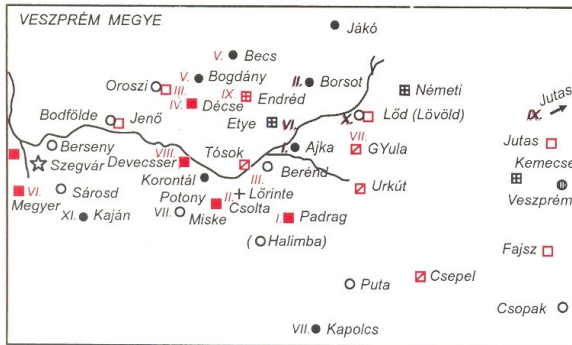 VESZPRÉM MEGYE
Jákó
V. Becs
V. Bogdány
II. Borsot
Oroszi III.
IV. Décse
IX. Endréd
Németi
IX. Jutas
Bodfölde Jenő
Etye VI.
X. Lőd (Lövöld)
Berseny
VIII.
Tósok
I. Ajka
VII. GYula
Jutas
Szegvár
Devecsser
III. Berénd
Kemecse
VI. Megyer
Sárosd
Korontál
Lőrinte
Urkút
Veszprém
XI. Kaján
Potony II. Csolta
VII. Miske
I. Padrag
(Halimba)
Fajsz
Puta
Csepel
Csopak
VII. Kapolcs